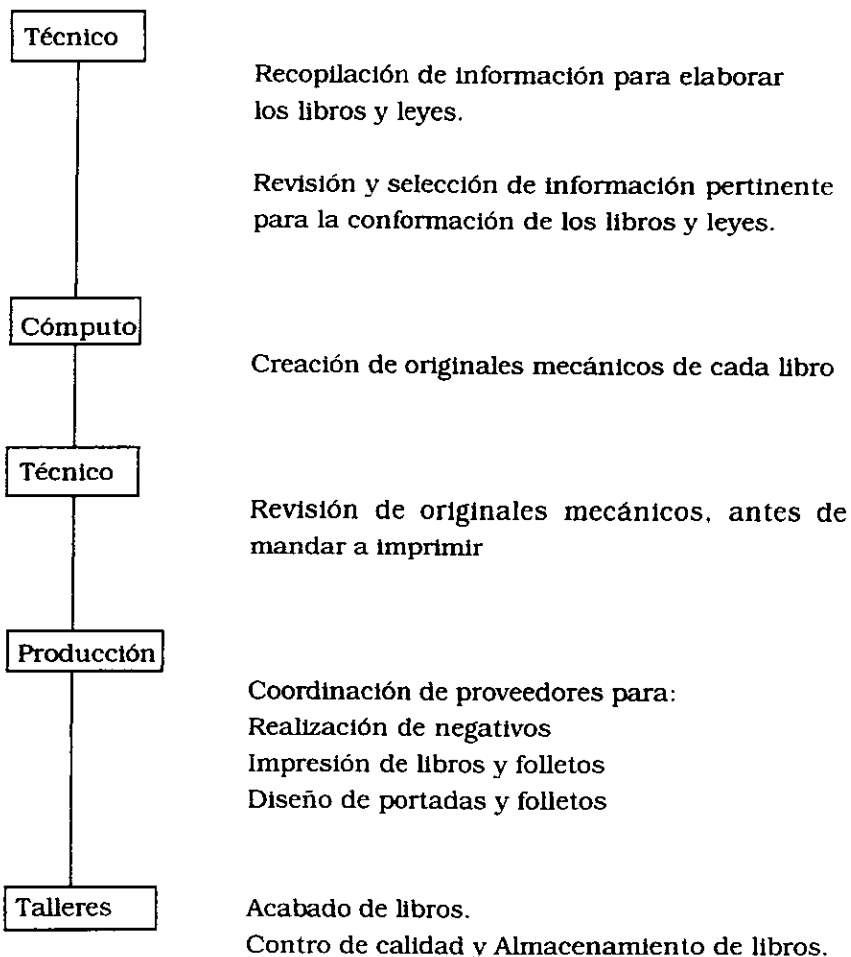 Técnico
Recopilación de información para elaborar
los libros y leyes.
Revisión y selección de información pertinente
para la conformación de los libros y leyes.
Cómputo
Creación de originales mecánicos de cada libro
Técnico
Revisión de originales mecánicos, antes de
mandar a imprimir
Producción
Coordinación de proveedores para:
Realización de negativos
Impresión de libros y folletos
Diseño de portadas y folletos
Talleres
Acabado de libros.
Contro de calidad y Almacenamiento de libros.